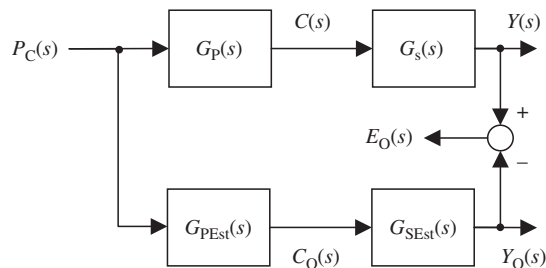 C(s) Y(s)
P_C(s) G_P(s) G_s(s)
+
E_O(s)
−
G_PEst(s) G_SEst(s)
C_O(s) Y_O(s)